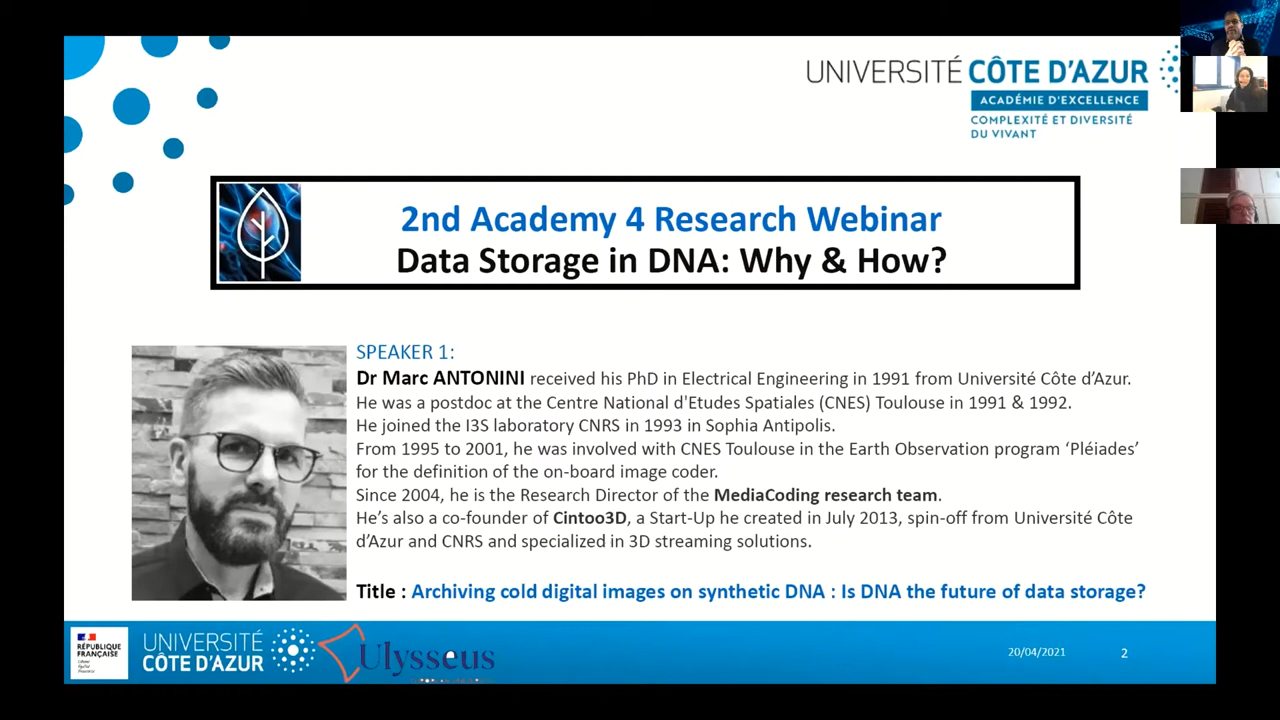 UNIVERSITÉ CÔTE D'AZUR
ACADÉMIE D'EXCELLENCE
COMPLEXITÉ ET DIVERSITÉ
DU VIVANT
2nd Academy 4 Research Webinar
Data Storage in DNA: Why & How?
SPEAKER 1:
Dr Marc ANTONINI received his PhD in Electrical Engineering in 1991 from Université Côte d'Azur.
He was a postdoc at the Centre National d'Etudes Spatiales (CNES) Toulouse in 1991 & 1992.
He joined the I3S laboratory CNRS in 1993 in Sophia Antipolis.
From 1995 to 2001, he was involved with CNES Toulouse in the Earth Observation program 'Pléiades'
for the definition of the on-board image coder.
Since 2004, he is the Research Director of the MediaCoding research team.
He's also a co-founder of Cintoo3D, a Start-Up he created in July 2013, spin-off from Université Côte
d'Azur and CNRS and specialized in 3D streaming solutions.
Title : Archiving cold digital images on synthetic DNA : Is DNA the future of data storage?
RÉPUBLIQUE
FRANÇAISE
UNIVERSITÉ
CÔTE D'AZUR
Ulysseus
20/04/2021
2